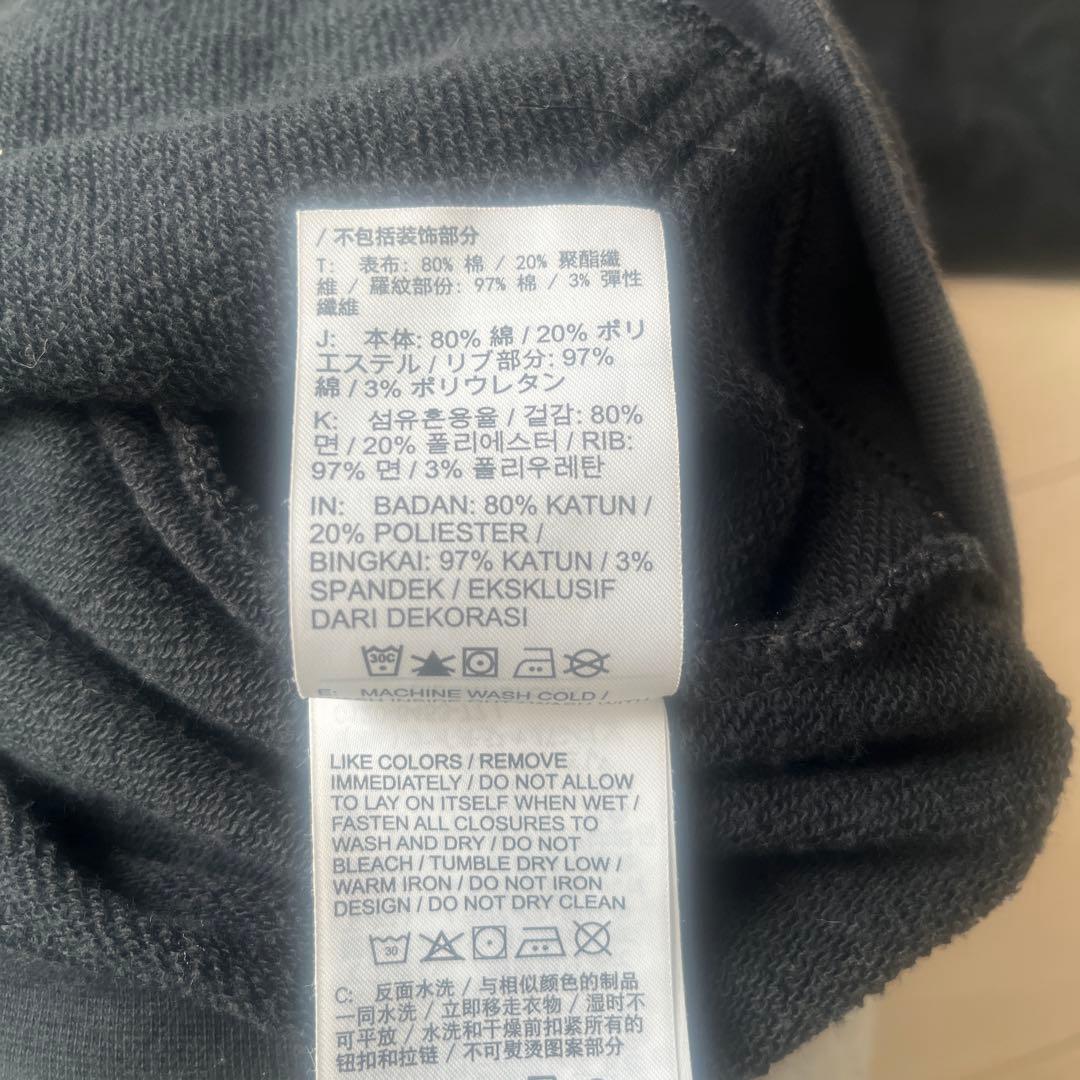 / 不包括装饰部分
T: 表布: 80% 棉 / 20% 聚酯纖
維 / 羅紋部份: 97% 棉 / 3% 彈性
纖維
J: 本体: 80% 綿 / 20% ポリ
エステル / リブ部分: 97%
綿 / 3% ポリウレタン
K: 섬유혼용율 / 겉감: 80%
면 / 20% 폴리에스터 / RIB:
97% 면 / 3% 폴리우레탄
IN: BADAN: 80% KATUN /
20% POLIESTER /
BINGKAI: 97% KATUN / 3%
SPANDEK / EKSKLUSIF
DARI DEKORASI
30C
E: MACHINE WASH COLD /
LIKE COLORS / REMOVE
IMMEDIATELY / DO NOT ALLOW
TO LAY ON ITSELF WHEN WET /
FASTEN ALL CLOSURES TO
WASH AND DRY / DO NOT
BLEACH / TUMBLE DRY LOW /
WARM IRON / DO NOT IRON
DESIGN / DO NOT DRY CLEAN
30
C: 反面水洗 / 与相似颜色的制品
一同水洗 / 立即移走衣物 / 湿时不
可平放 / 水洗和干燥前扣紧所有的
钮扣和拉链 / 不可熨烫图案部分